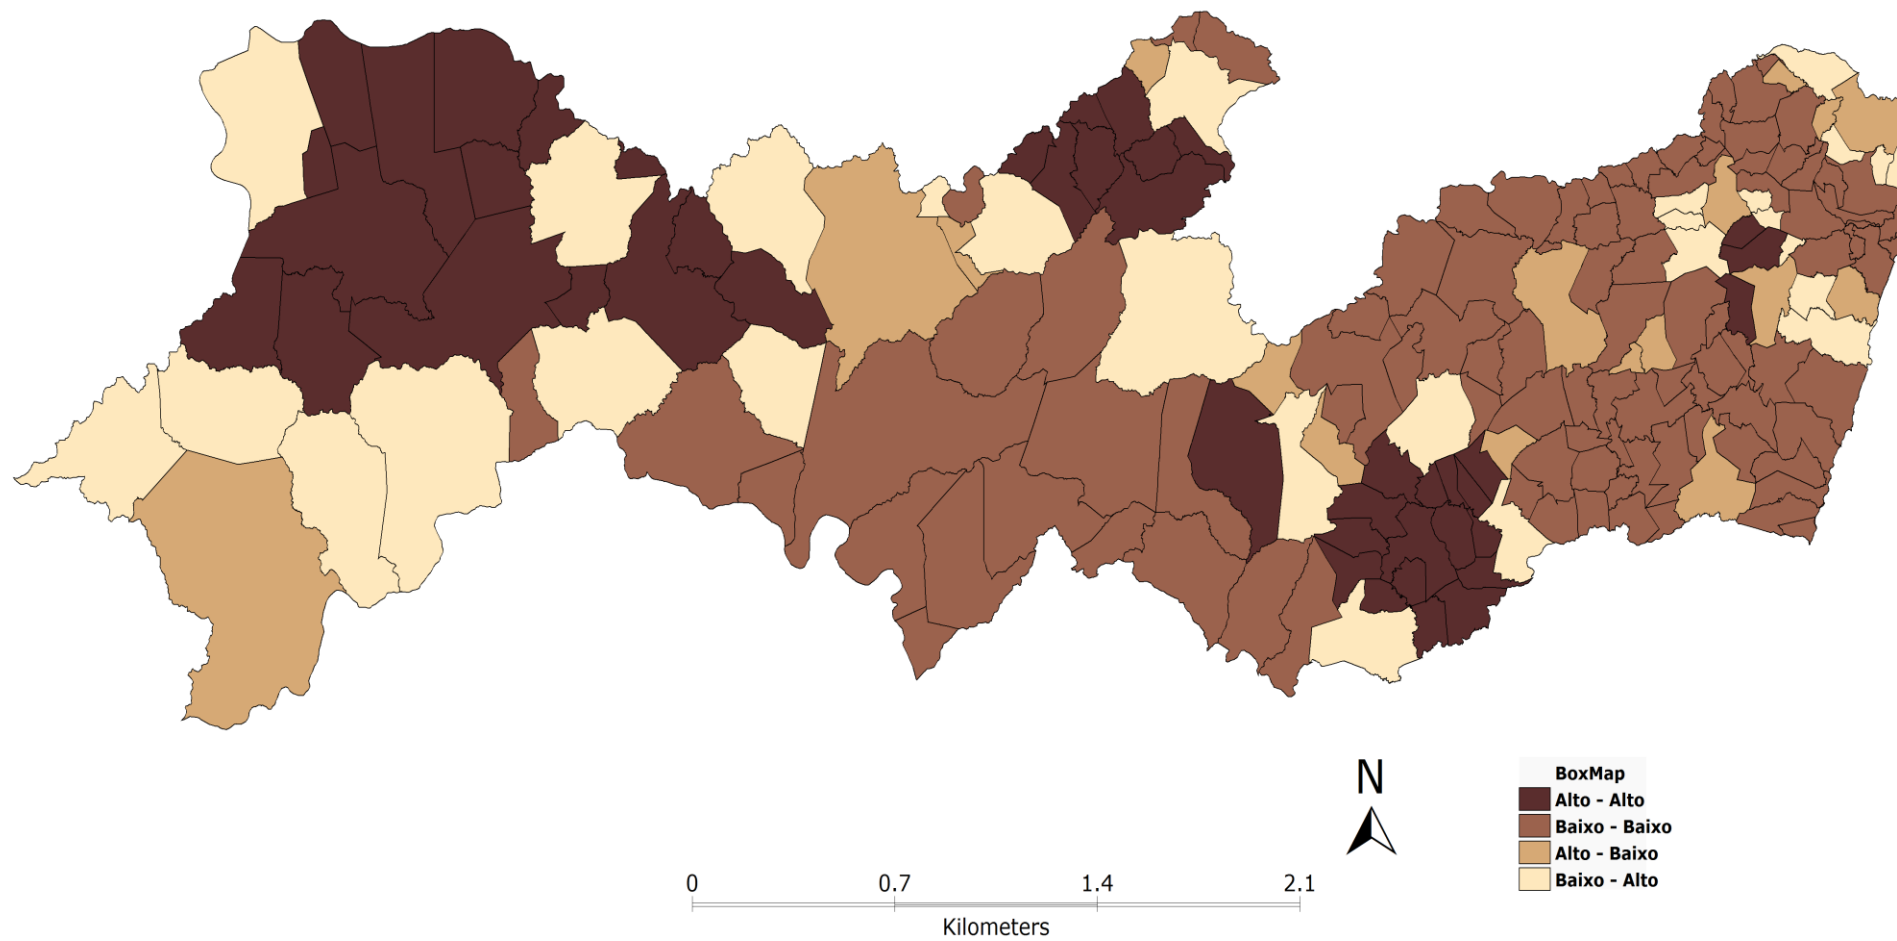 N
BoxMap
Alto - Alto
Baixo - Baixo
Alto - Baixo
Baixo - Alto
0 0.7 1.4 2.1
Kilometers